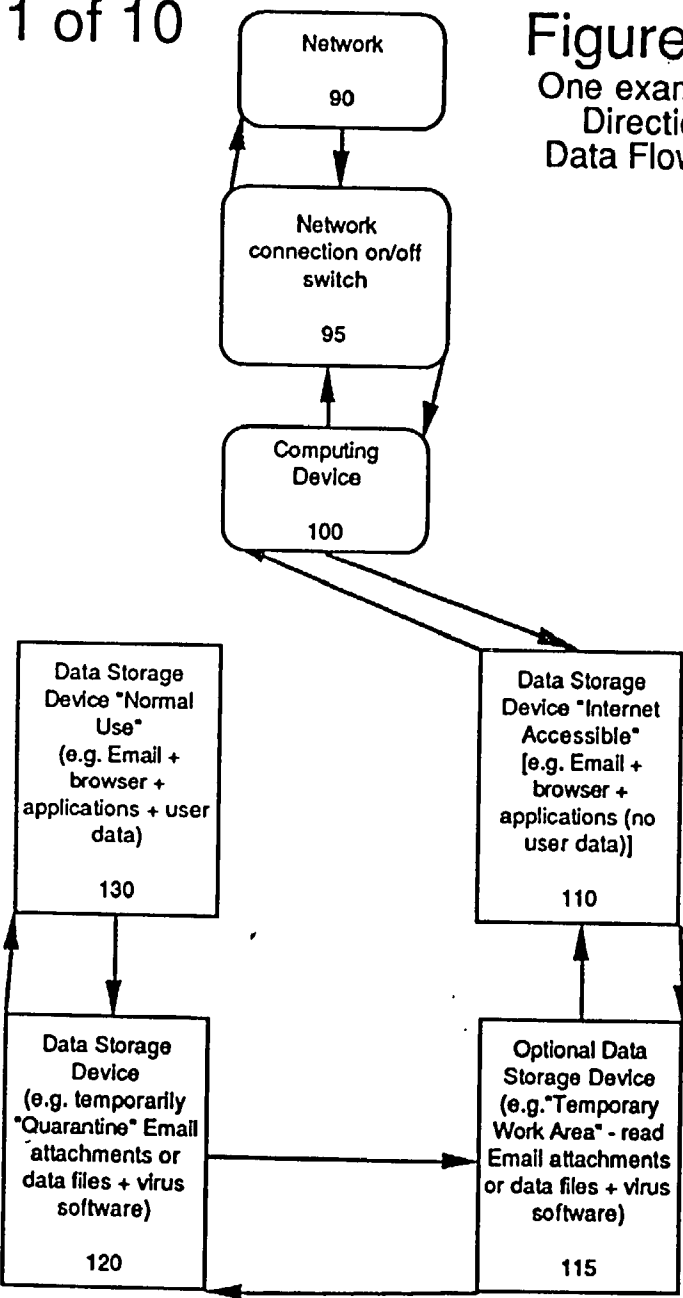 1 of 10
Figure
One
Data
Network
90
Network
connection on/off
switch
95
Computing
Device
100
Data Storage
Device "Normal
Use"
(e.g. Email +
browser +
applications + user
data)
130
Data Storage
Device "Internet
Accessible"
[e.g. Email +
browser +
applications (no
user data)]
110
Data Storage
Device
(e.g. temporarily
"Quarantine" Email
attachments or
data files + virus
software)
120
Optional Data
Storage Device
(e.g."Temporary
Work Area" - read
Email attachments
or data files + virus
software)
115